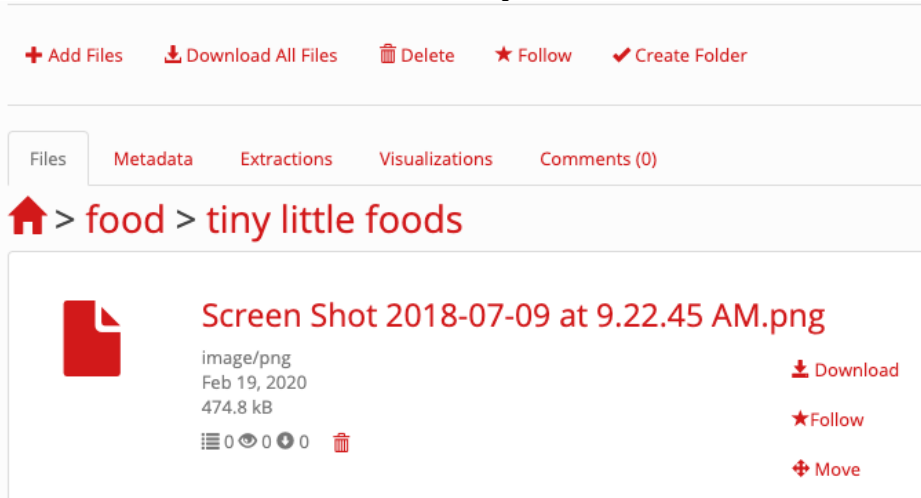 Add Files Download All Files Delete Follow Create Folder
Files Metadata Extractions Visualizations Comments (0)
> food > tiny little foods
Screen Shot 2018-07-09 at 9.22.45 AM.png
image/png
Feb 19, 2020
474.8 kB
0 0 0
Download
Follow
Move